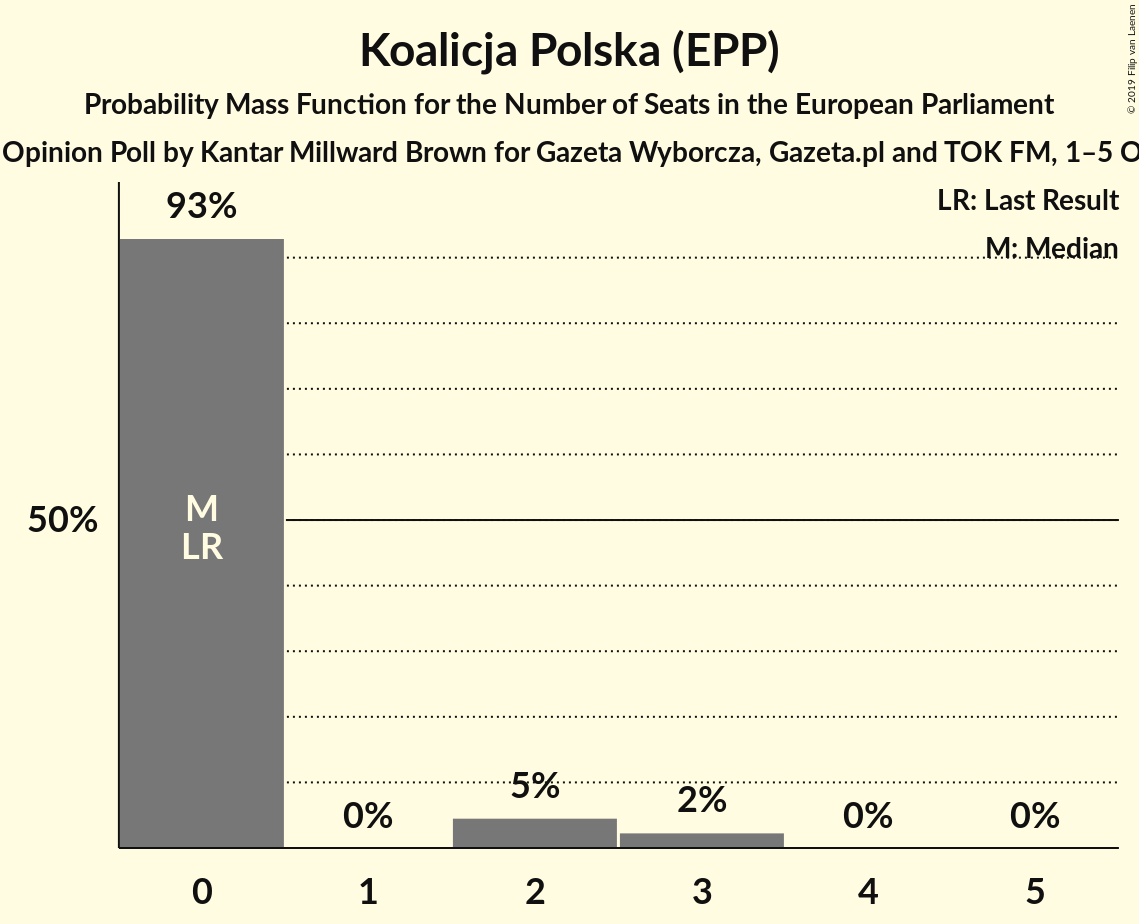 Koalicja Polska (EPP)
Probability Mass Function for the Number of Seats in the European Parliament
Opinion Poll by Kantar Millward Brown for Gazeta Wyborcza, Gazeta.pl and TOK FM, 1–5 O
© 2019 Filip van Laenen
LR: Last Result
M: Median
93%
50%
M
LR
0%
5%
2%
0%
0%
0
1
2
3
4
5